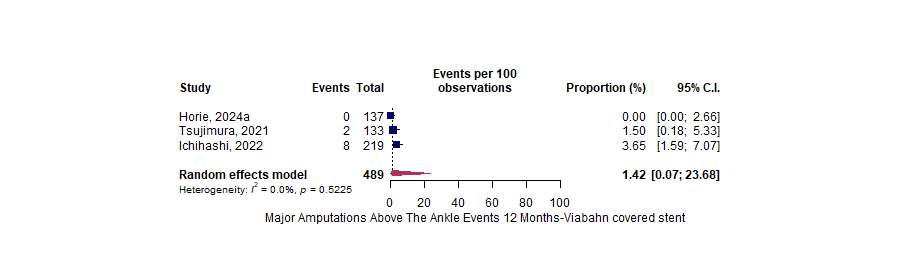 Events per 100
Study Events Total observations Proportion (%) 95% C.I.
Horie, 2024a 0 137 0.00 [0.00; 2.66]
Tsujimura, 2021 2 133 1.50 [0.18; 5.33]
Ichihashi, 2022 8 219 3.65 [1.59; 7.07]
Random effects model 489 1.42 [0.07; 23.68]
Heterogeneity: I² = 0.0%, p = 0.5225
0 20 40 60 80 100
Major Amputations Above The Ankle Events 12 Months-Viabahn covered stent